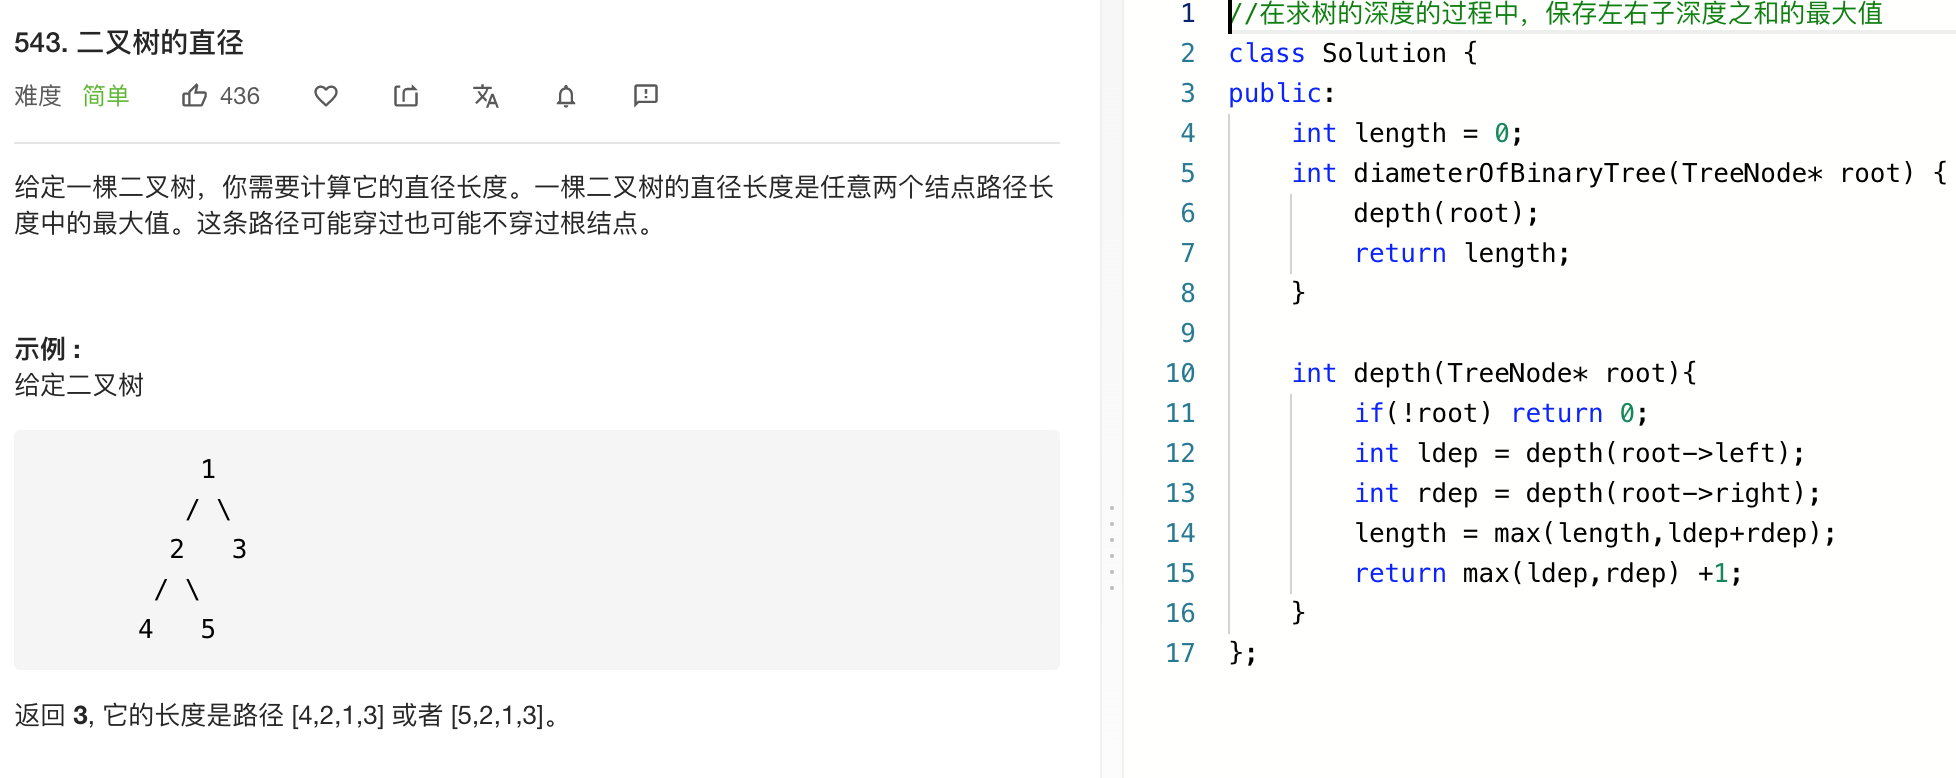 543. 二叉树的直径
难度 简单 436
给定一棵二叉树，你需要计算它的直径长度。一棵二叉树的直径长度是任意两个结点路径长
度中的最大值。这条路径可能穿过也可能不穿过根结点。
示例 :
给定二叉树
1
/ \
2   3
/ \
4   5
返回 3, 它的长度是路径 [4,2,1,3] 或者 [5,2,1,3]。
1 //在求树的深度的过程中，保存左右子深度之和的最大值
2 class Solution {
3 public:
4     int length = 0;
5     int diameterOfBinaryTree(TreeNode* root) {
6         depth(root);
7         return length;
8     }
9
10     int depth(TreeNode* root){
11         if(!root) return 0;
12         int ldep = depth(root->left);
13         int rdep = depth(root->right);
14         length = max(length,ldep+rdep);
15         return max(ldep,rdep) +1;
16     }
17 };